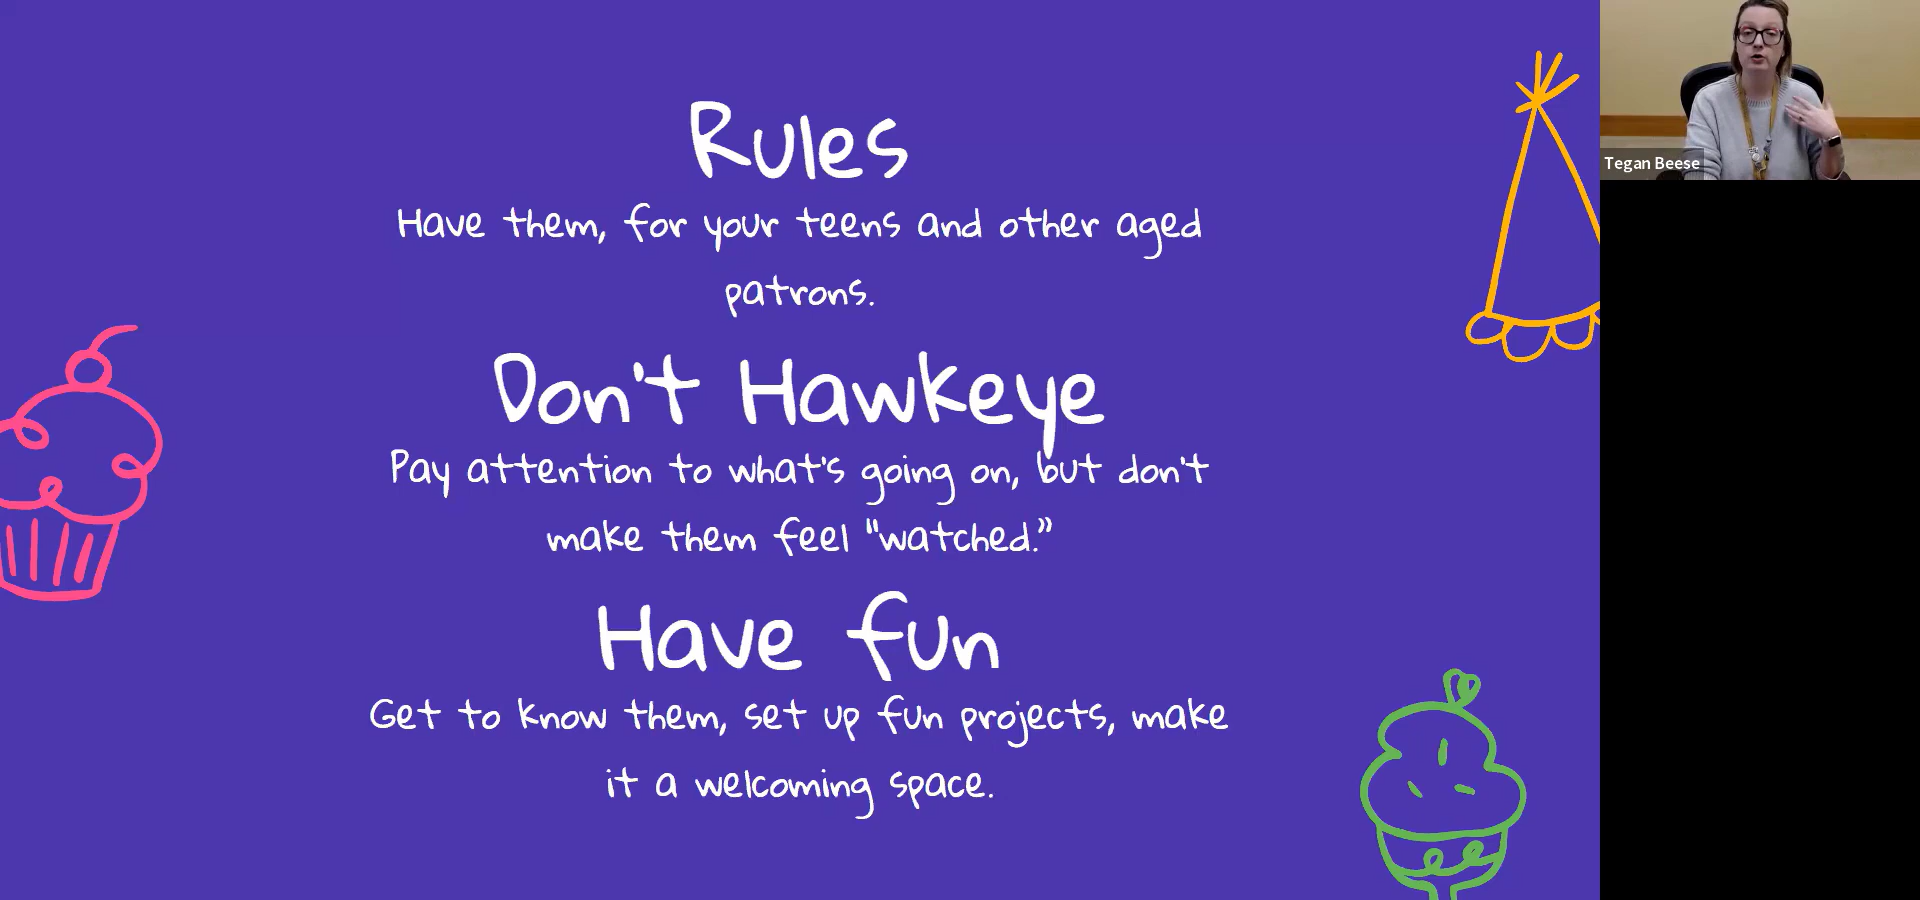 Rules
Have them, for your teens and other aged
patrons.
Don't Hawkeye
Pay attention to what's going on, but don't
make them feel "watched."
Have fun
Get to know them, set up fun projects, make
it a welcoming space.
Tegan Beese